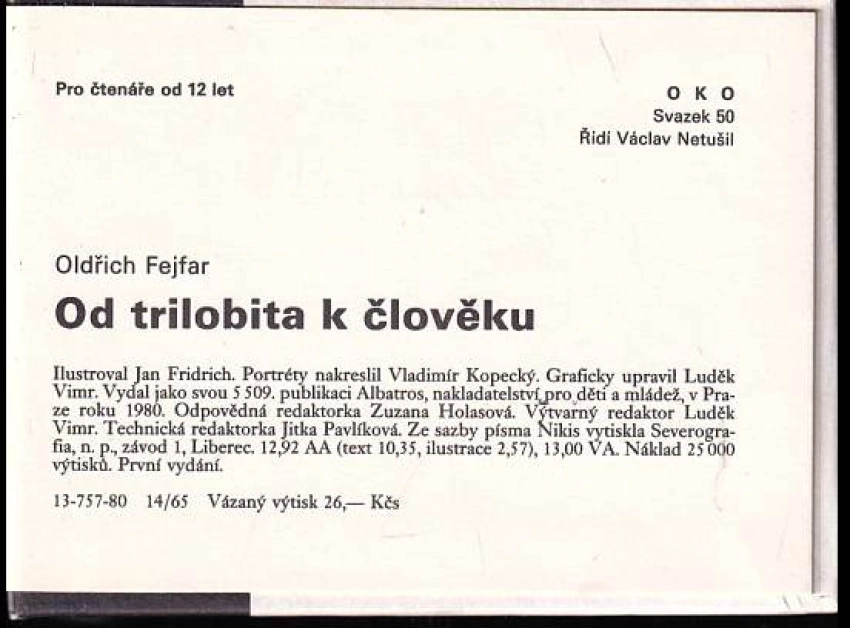 Pro čtenáře od 12 let
O K O
Svazek 50
Řídí Václav Netušil
Oldřich Fejfar
Od trilobita k člověku
Ilustroval Jan Fridrich. Portréty nakreslil Vladimír Kopecký. Graficky upravil Luděk
Vimr. Vydal jako svou 5 509. publikaci Albatros, nakladatelství pro děti a mládež, v Pra-
ze roku 1980. Odpovědná redaktorka Zuzana Holasová. Výtvarný redaktor Luděk
Vimr. Technická redaktorka Jitka Pavlíková. Ze sazby písma Nikis vytiskla Severogra-
fia, n. p., závod 1, Liberec. 12,92 AA (text 10,35, ilustrace 2,57), 13,00 VA. Náklad 25 000
výtisků. První vydání.
13-757-80 14/65 Vázaný výtisk 26,— Kčs